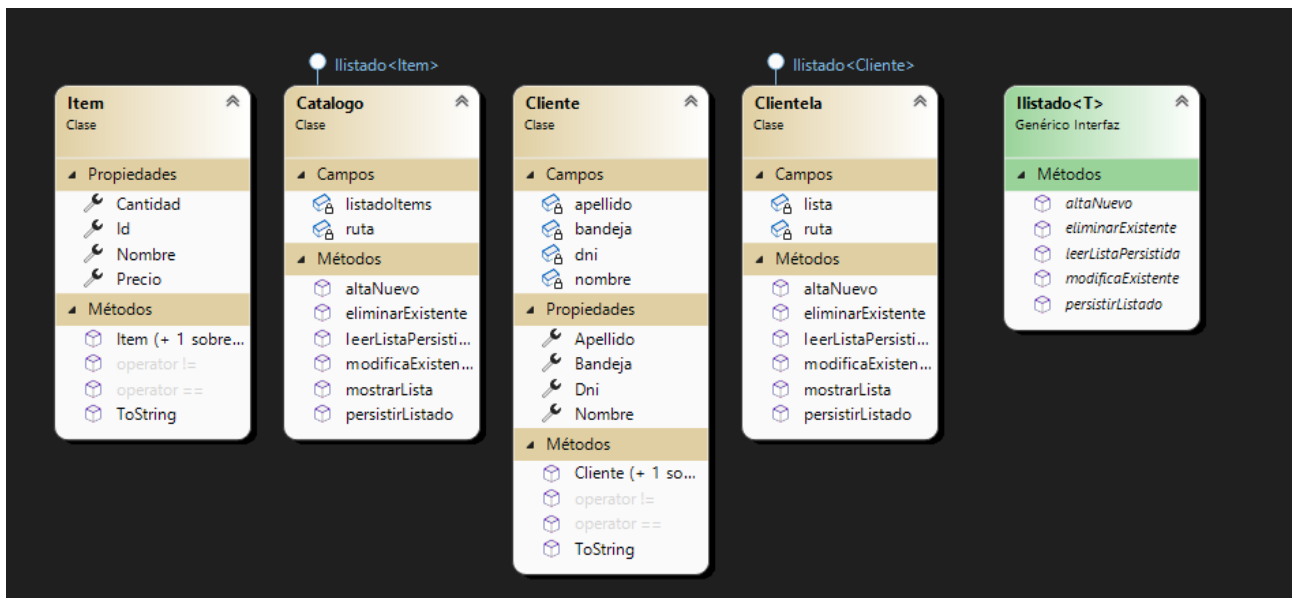 IIistado<Item>
IIistado<Cliente>
Item
Clase
Propiedades
Cantidad
Id
Nombre
Precio
Métodos
Item (+ 1 sobre...
operator !=
operator ==
ToString
Catalogo
Clase
Campos
listadoItems
ruta
Métodos
altaNuevo
eliminarExistente
leerListaPersisti...
modificaExisten...
mostrarLista
persistirListado
Cliente
Clase
Campos
apellido
bandeja
dni
nombre
Propiedades
Apellido
Bandeja
Dni
Nombre
Métodos
Cliente (+ 1 so...
operator !=
operator ==
ToString
Clientela
Clase
Campos
lista
ruta
Métodos
altaNuevo
eliminarExistente
leerListaPersisti...
modificaExisten...
mostrarLista
persistirListado
IIistado<T>
Genérico Interfaz
Métodos
altaNuevo
eliminarExistente
leerListaPersistida
modificaExistente
persistirListado